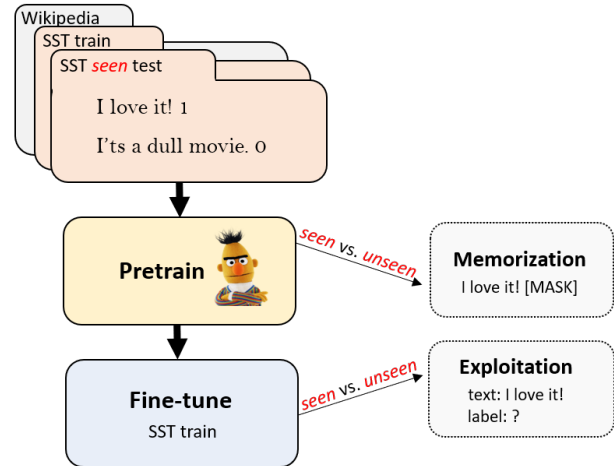 Wikipedia
SST train
SST seen test
I love it! 1
I'ts a dull movie. 0
Pretrain
seen vs. unseen
Memorization
I love it! [MASK]
Fine-tune
SST train
seen vs. unseen
Exploitation
text: I love it!
label: ?